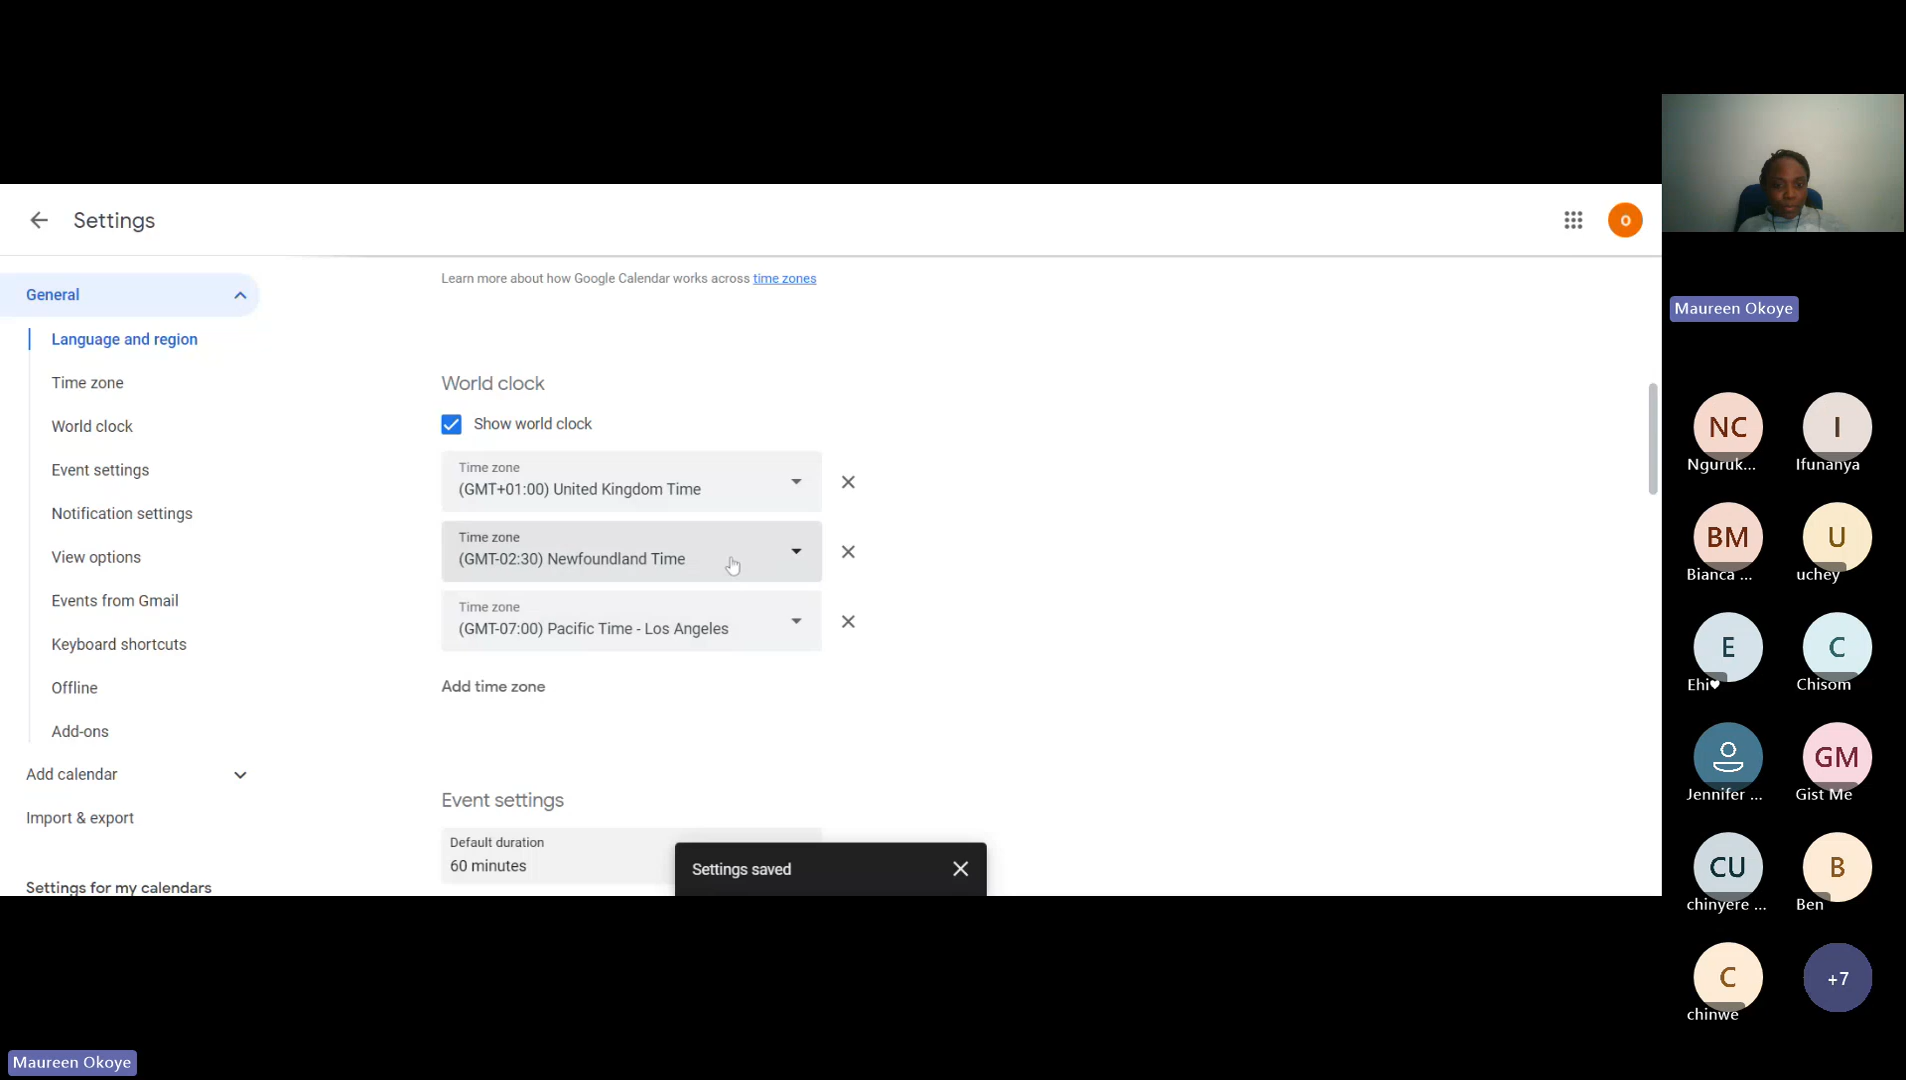 Settings
O
General
Language and region
Time zone
World clock
Event settings
Notification settings
View options
Events from Gmail
Keyboard shortcuts
Offline
Add-ons
Add calendar
Import & export
Settings for my calendars
Learn more about how Google Calendar works across time zones
World clock
Show world clock
Time zone
(GMT+01:00) United Kingdom Time
Time zone
(GMT-02:30) Newfoundland Time
Time zone
(GMT-07:00) Pacific Time - Los Angeles
Add time zone
Event settings
Default duration
60 minutes
Settings saved
Maureen Okoye
NC
Nguruk...
I
Ifunanya
BM
Bianca ...
U
uchey
E
Ehi♥
C
Chisom
Jennifer ...
GM
Gist Me
CU
chinyere ...
B
Ben
C
chinwe
+7
Maureen Okoye